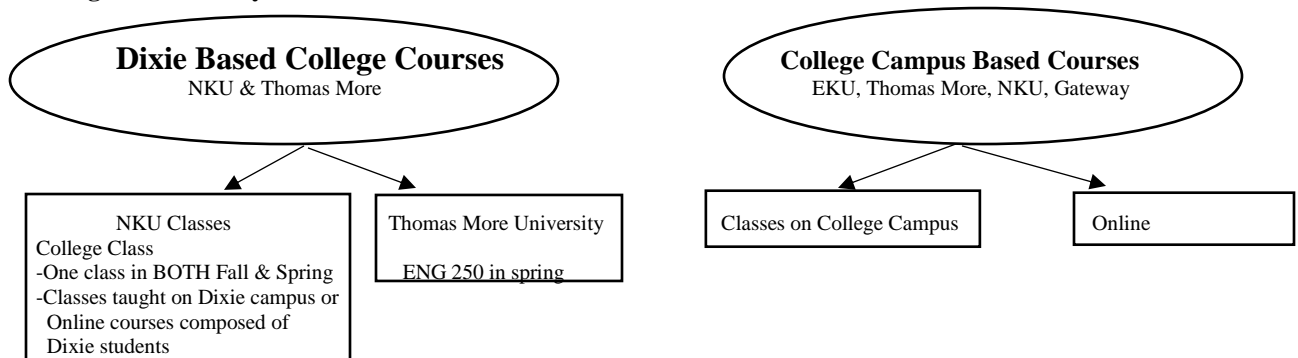 Dixie Based College Courses
NKU & Thomas More
NKU Classes
College Class
-One class in BOTH Fall & Spring
-Classes taught on Dixie campus or
Online courses composed of
Dixie students
Thomas More University
ENG 250 in spring
College Campus Based Courses
EKU, Thomas More, NKU, Gateway
Classes on College Campus
Online